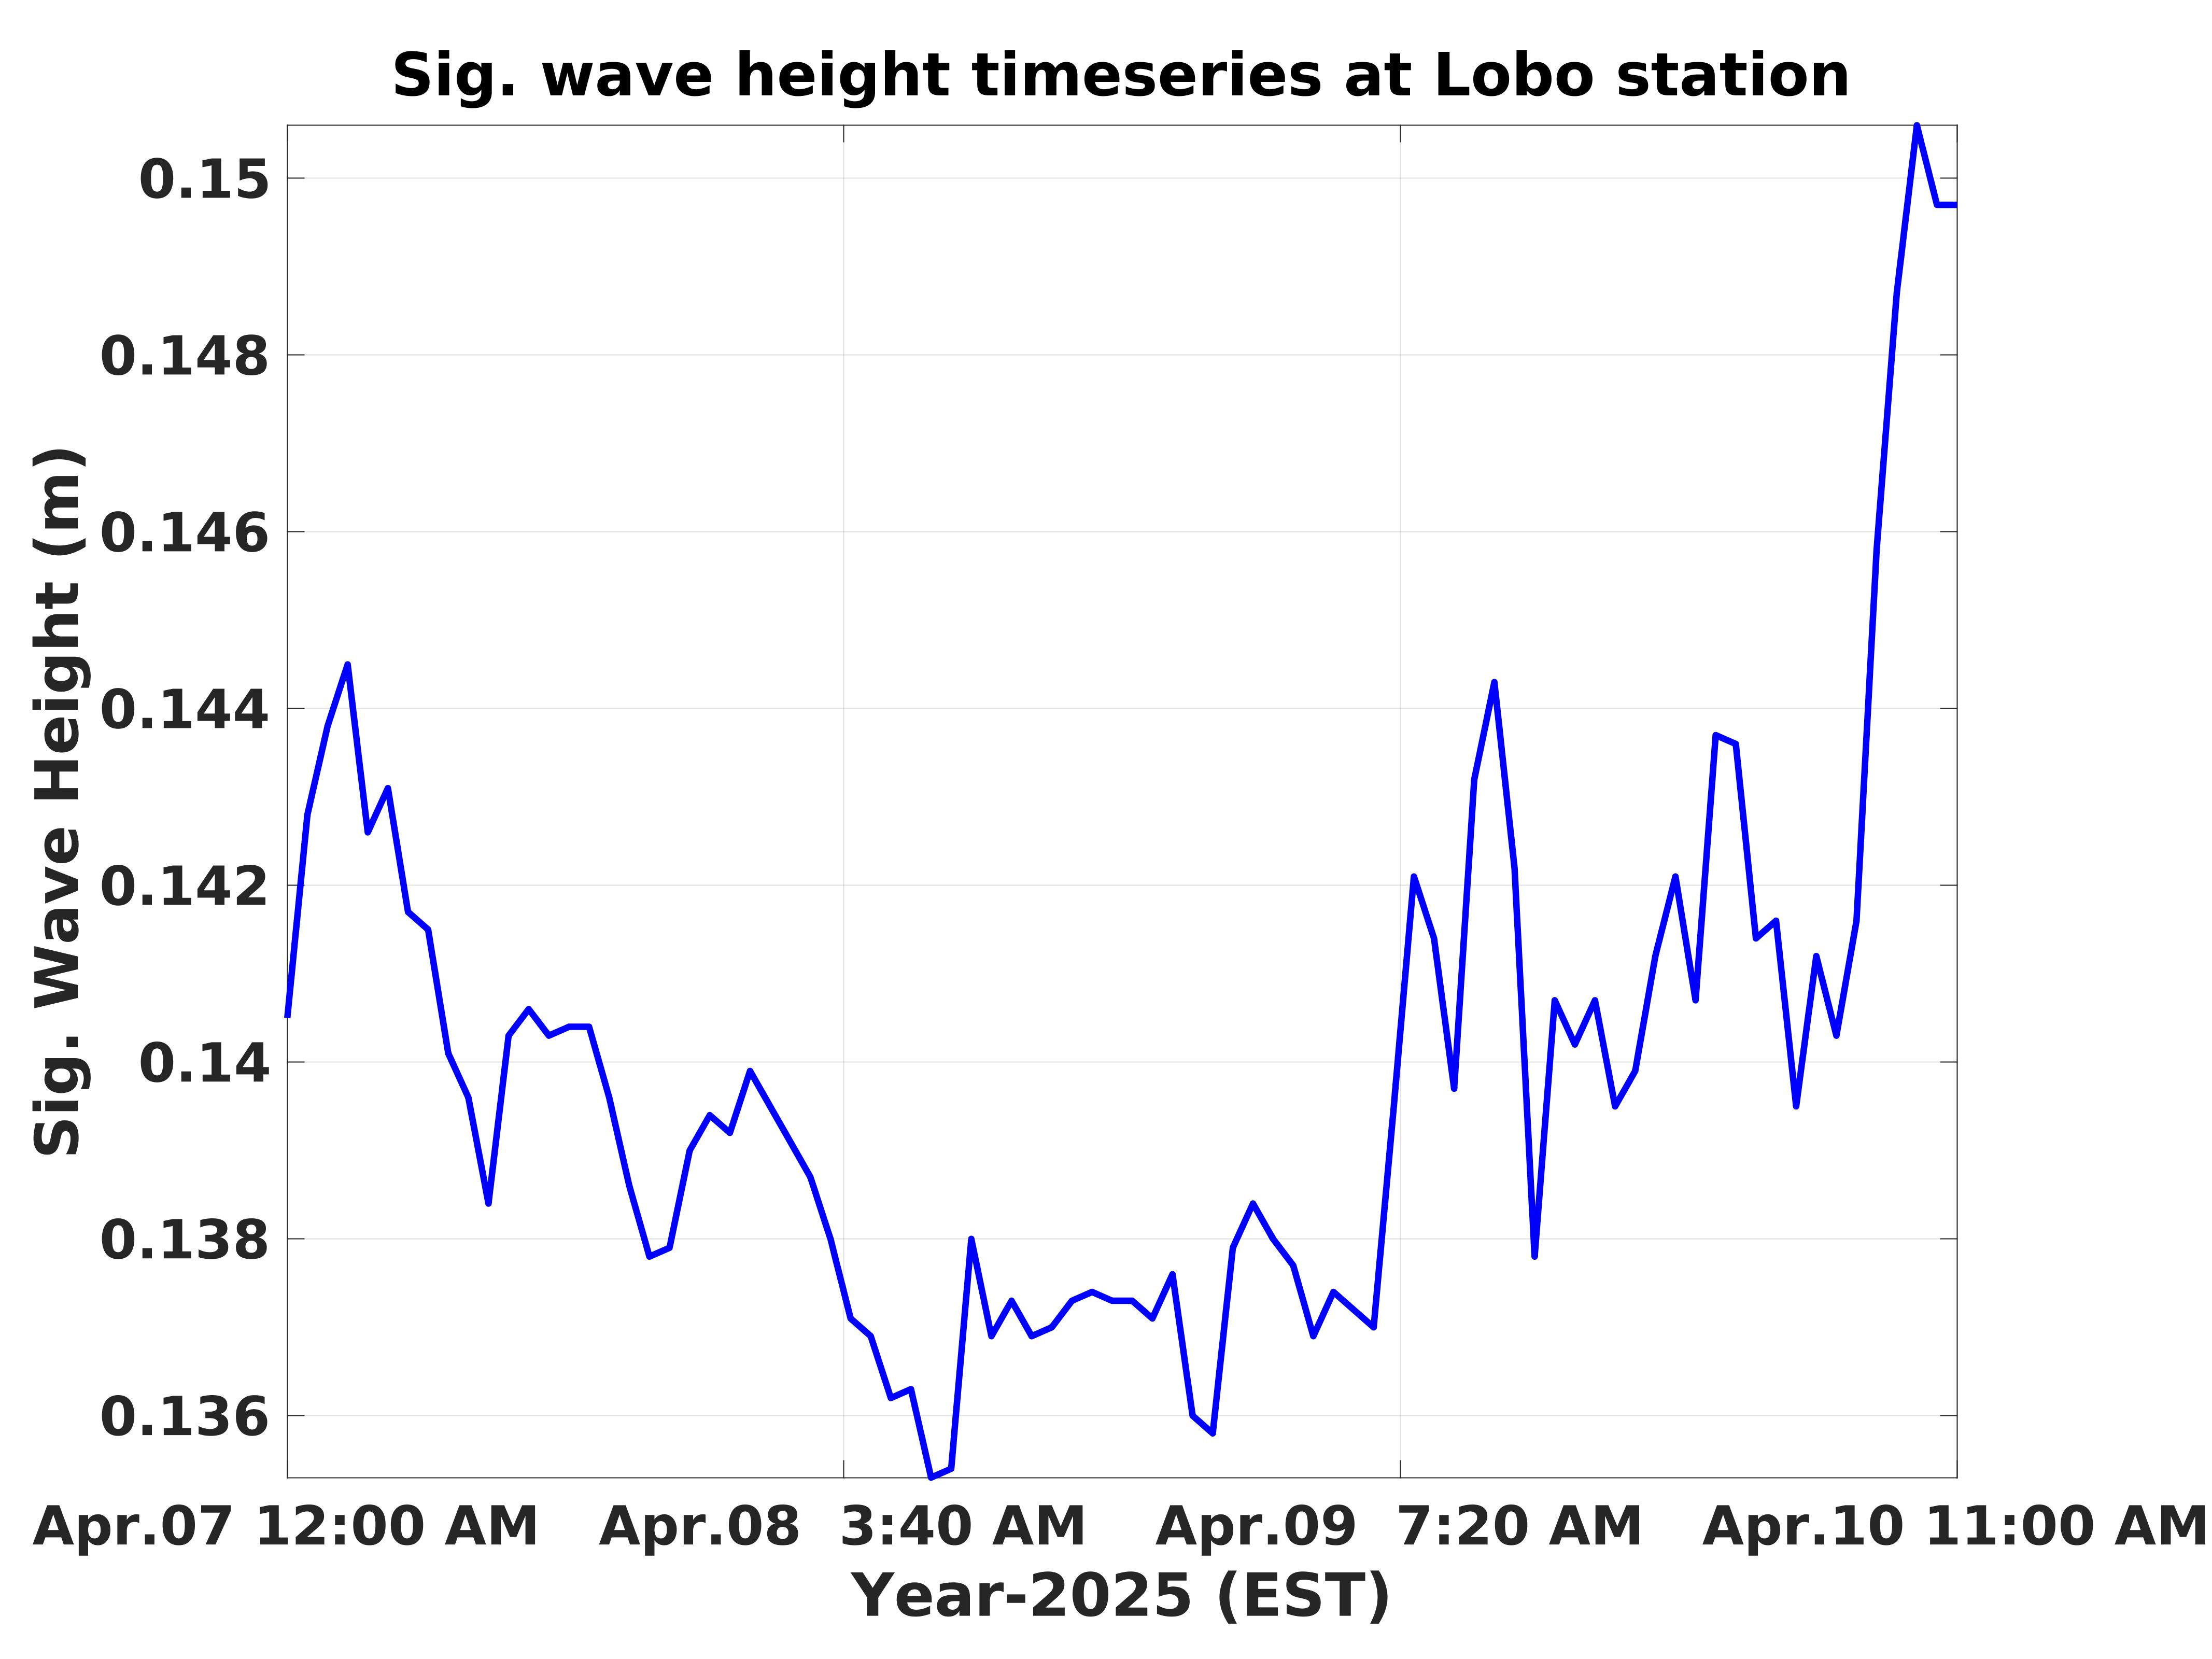 Sig. wave height timeseries at Lobo station
0.15
0.148
0.146
0.144
0.142
0.14
0.138
0.136
Sig. Wave Height (m)
Apr.07 12:00 AM Apr.08 3:40 AM Apr.09 7:20 AM Apr.10 11:00 AM
Year-2025 (EST)